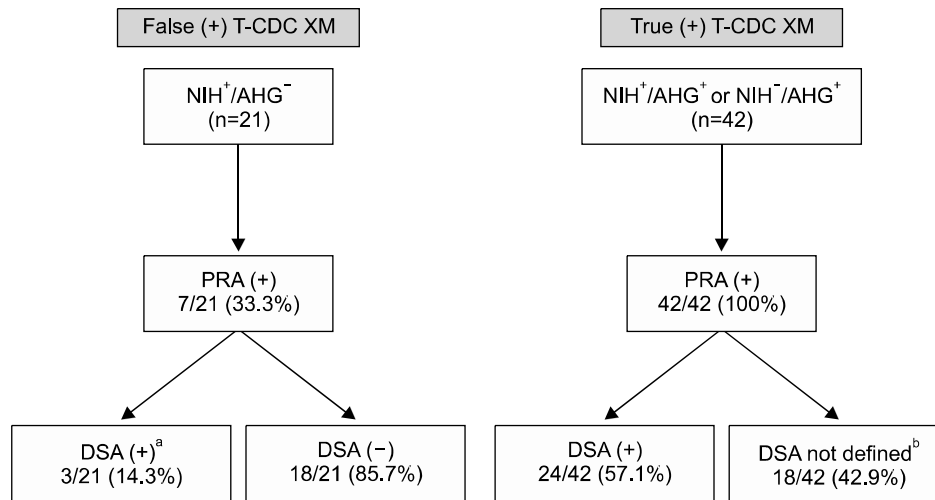 False (+) T-CDC XM
NIH⁺/AHG⁻
(n=21)
PRA (+)
7/21 (33.3%)
DSA (+)ᵃ
3/21 (14.3%)
DSA (−)
18/21 (85.7%)
True (+) T-CDC XM
NIH⁺/AHG⁺ or NIH⁻/AHG⁺
(n=42)
PRA (+)
42/42 (100%)
DSA (+)
24/42 (57.1%)
DSA not definedᵇ
18/42 (42.9%)